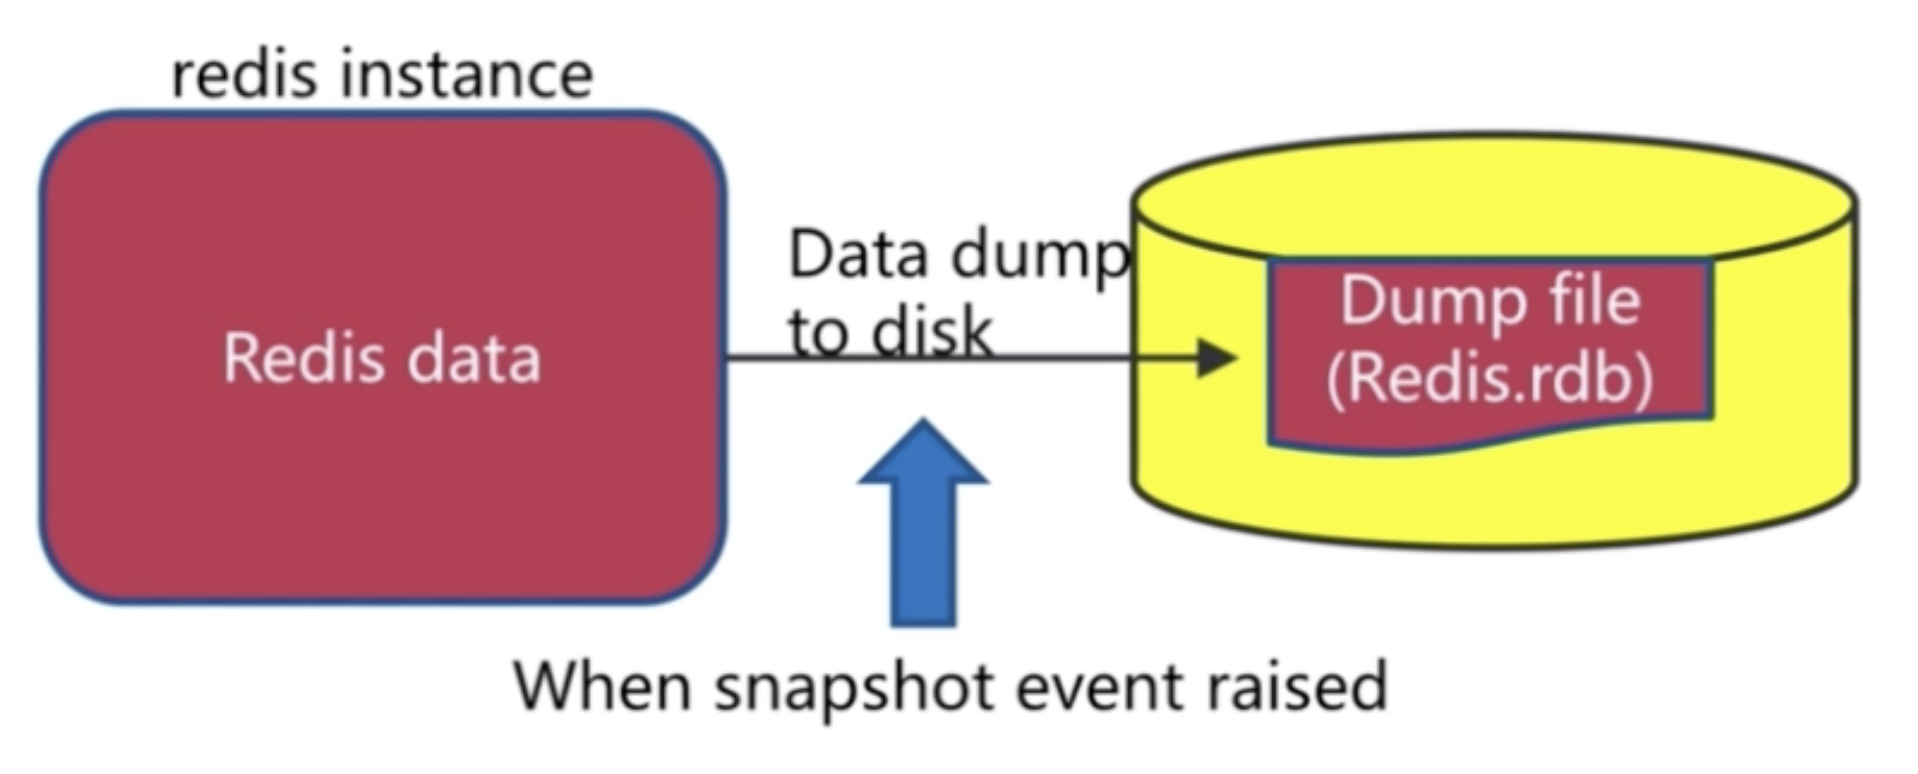 redis instance
Redis data
Data dump
to disk
Dump file
(Redis.rdb)
When snapshot event raised